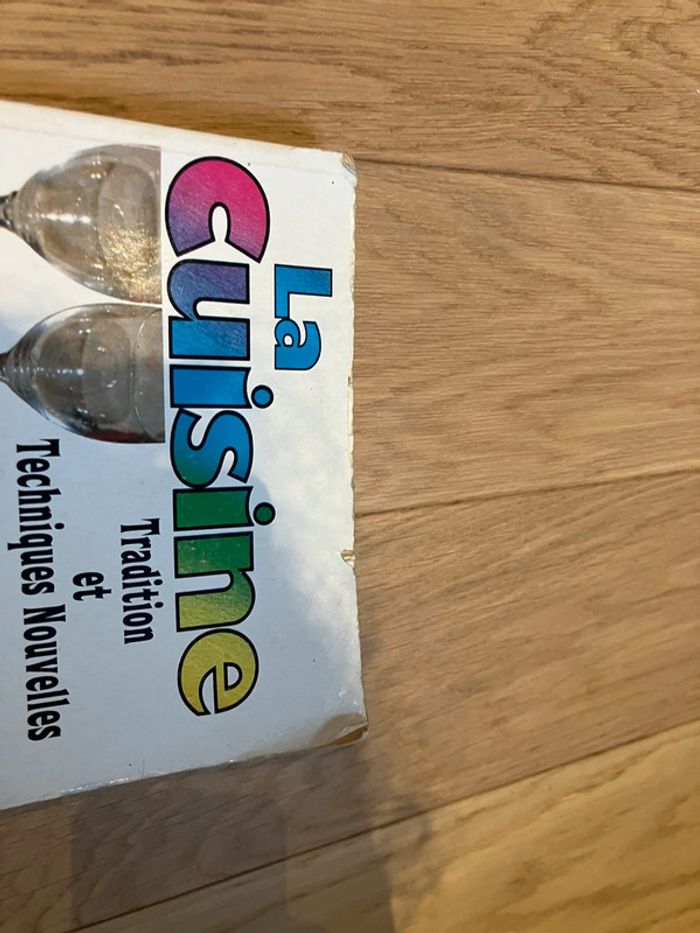 La
Cuisine
Tradition
et
Techniques Nouvelles